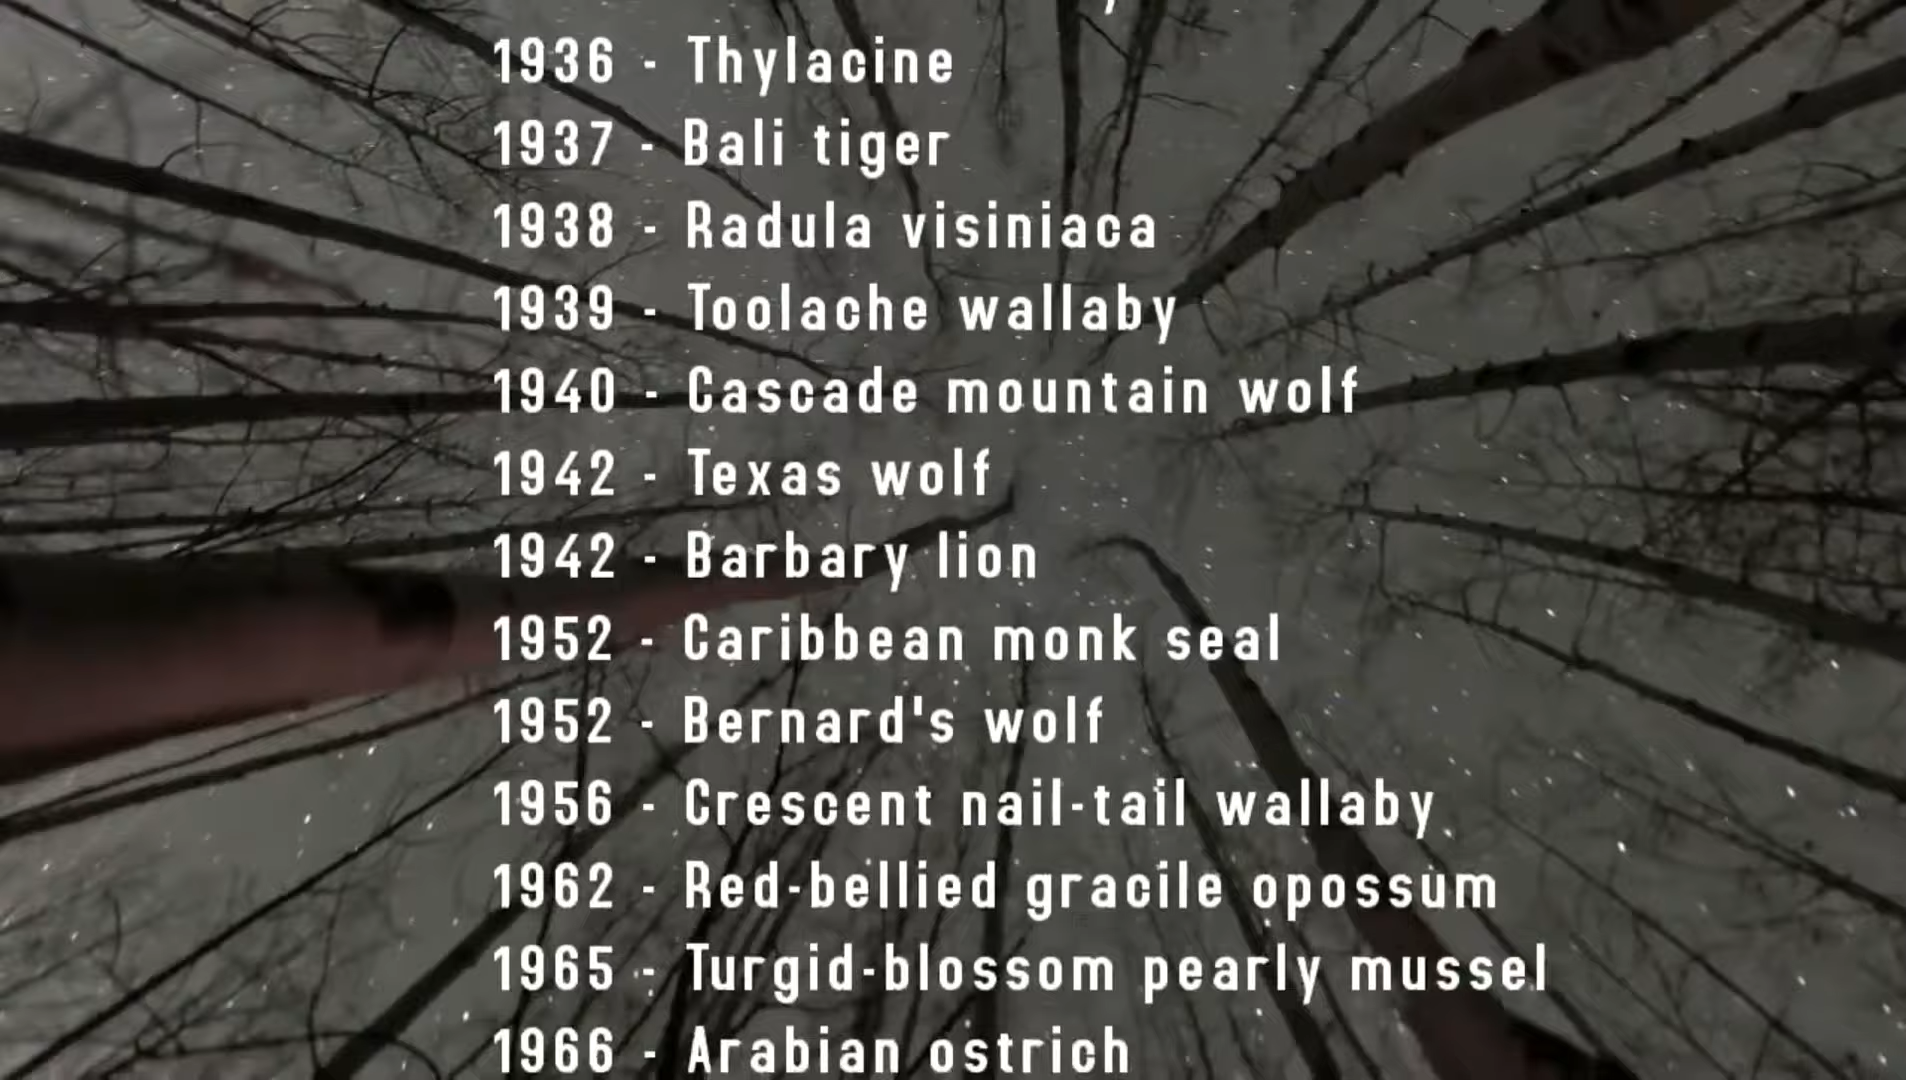 1936 - Thylacine
1937 - Bali tiger
1938 - Radula visiniaca
1939 - Toolache wallaby
1940 - Cascade mountain wolf
1942 - Texas wolf
1942 - Barbary lion
1952 - Caribbean monk seal
1952 - Bernard's wolf
1956 - Crescent nail-tail wallaby
1962 - Red-bellied gracile opossum
1965 - Turgid-blossom pearly mussel
1966 - Arabian ostrich